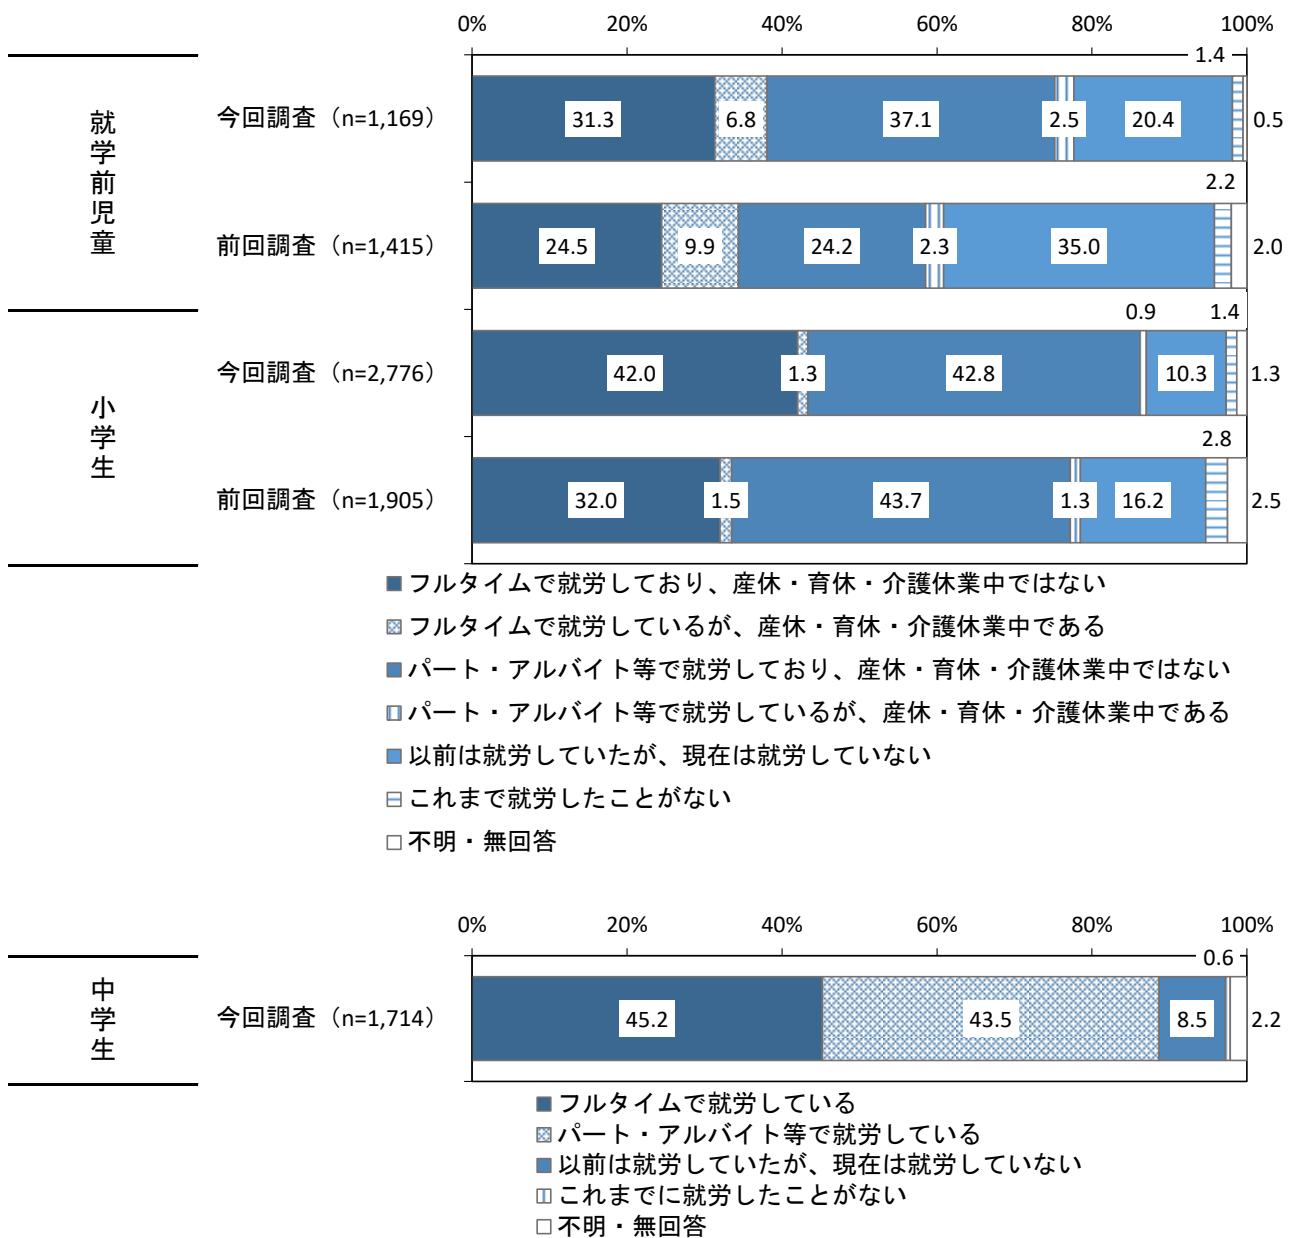 0% 20% 40% 60% 80% 100%
就学前児童
1.4
今回調査（n=1,169） 31.3 6.8 37.1 2.5 20.4 0.5
2.2
前回調査（n=1,415） 24.5 9.9 24.2 2.3 35.0 2.0
小学生
0.9 1.4
今回調査（n=2,776） 42.0 1.3 42.8 10.3 1.3
2.8
前回調査（n=1,905） 32.0 1.5 43.7 1.3 16.2 2.5
フルタイムで就労しており、産休・育休・介護休業中ではない
フルタイムで就労しているが、産休・育休・介護休業中である
パート・アルバイト等で就労しており、産休・育休・介護休業中ではない
パート・アルバイト等で就労しているが、産休・育休・介護休業中である
以前は就労していたが、現在は就労していない
これまで就労したことがない
不明・無回答
0% 20% 40% 60% 80% 100%
中学生
0.6
今回調査（n=1,714） 45.2 43.5 8.5 2.2
フルタイムで就労している
パート・アルバイト等で就労している
以前は就労していたが、現在は就労していない
これまでに就労したことがない
不明・無回答